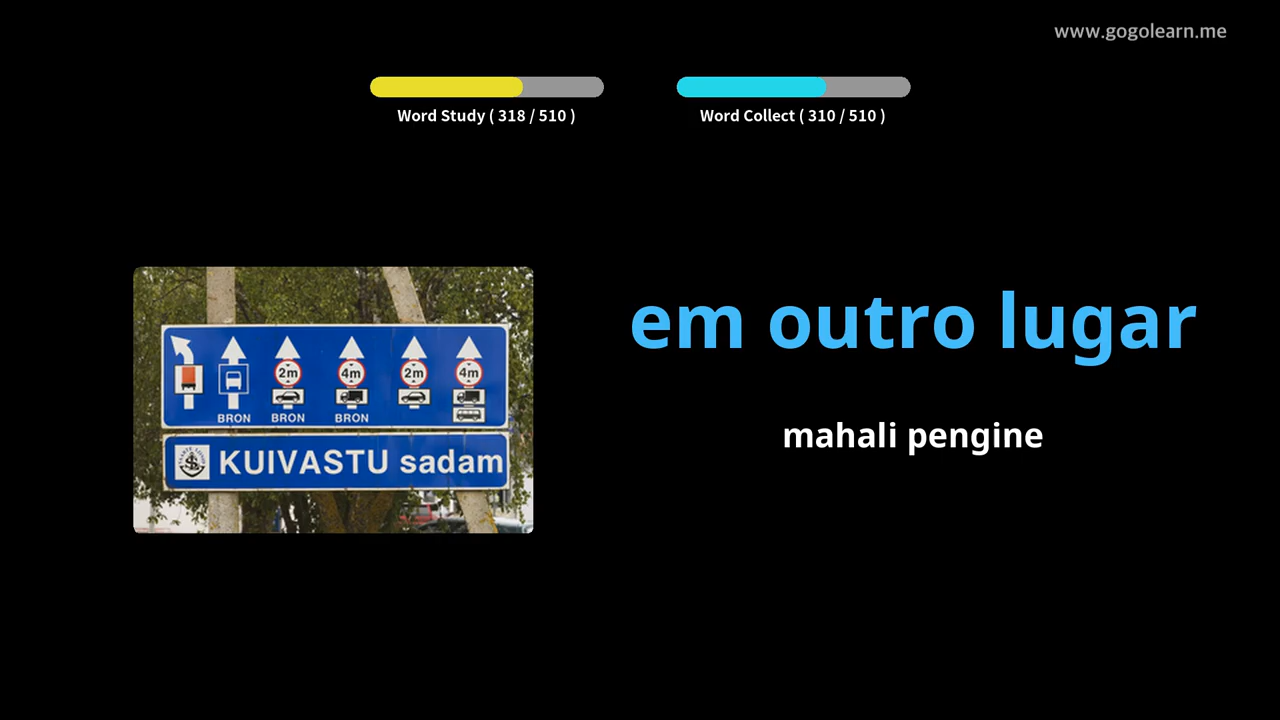 www.gogolearn.me
Word Study ( 318 / 510 )
Word Collect ( 310 / 510 )
em outro lugar
mahali pengine
2m 4m 2m 4m
BRON BRON BRON
KUIVASTU sadam